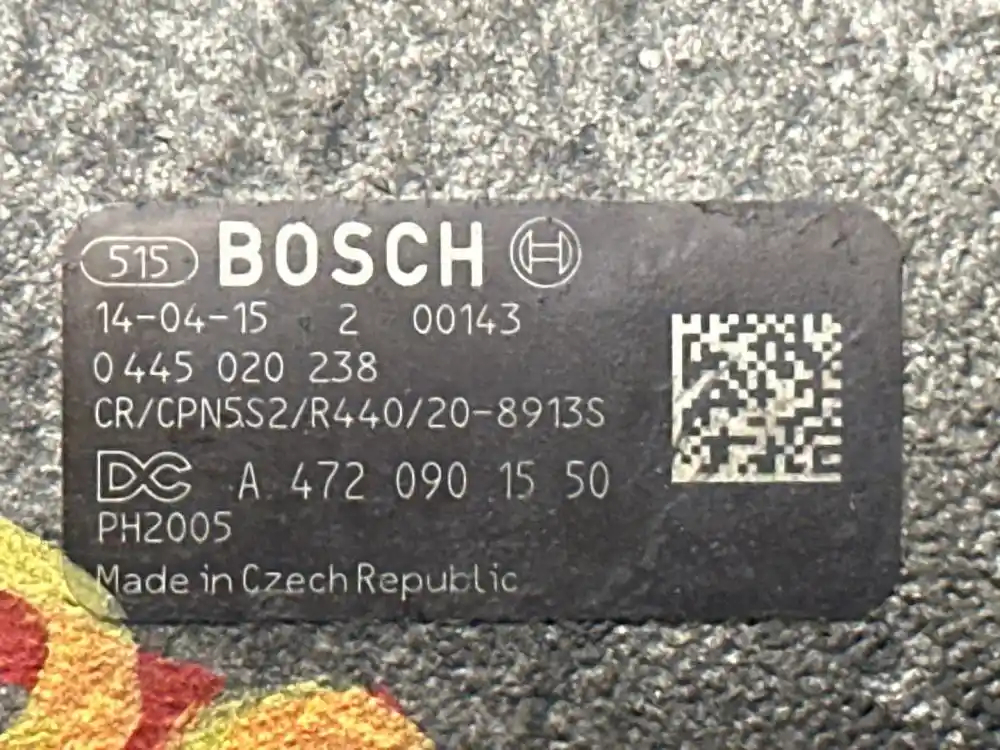 515 BOSCH
14-04-15 2 00143
0 445 020 238
CR/CPN5S2/R440/20-8913S
DC A 472 090 15 50
PH2005
Made in Czech Republic